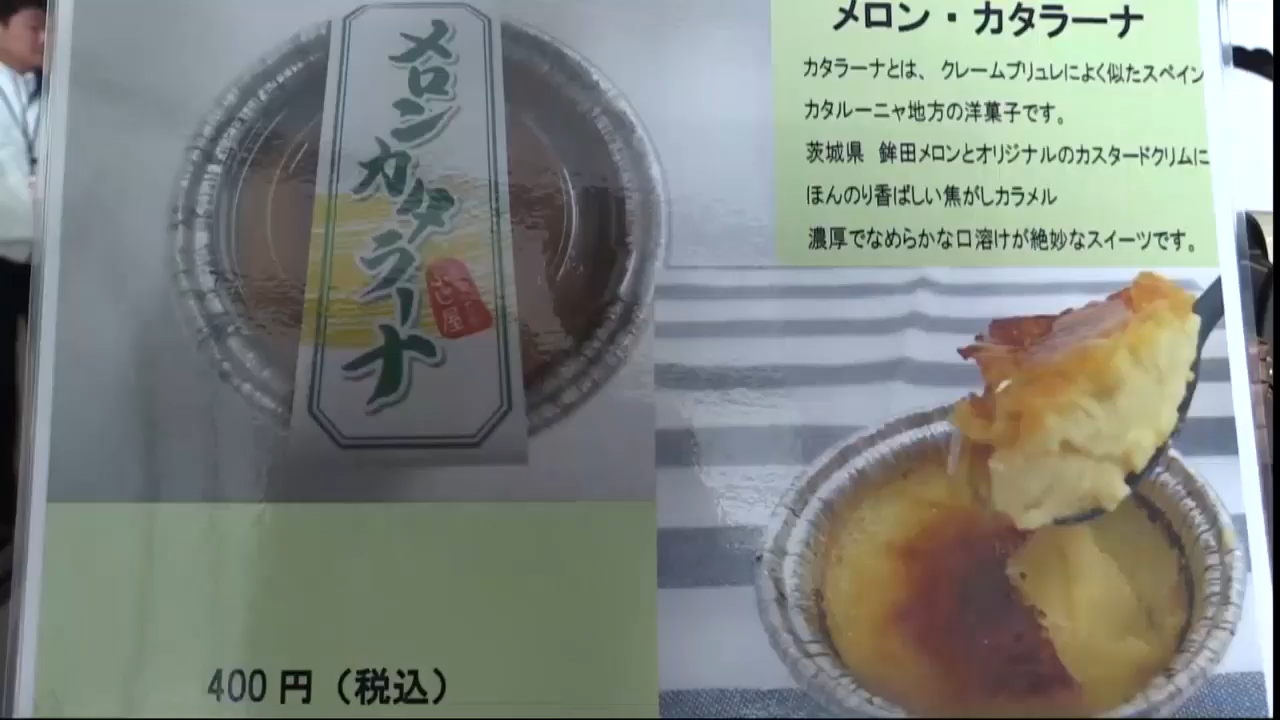 メロンカタラーナ
ふじ屋
400円（税込）
メロン・カタラーナ
カタラーナとは、クレームブリュレによく似たスペイン
カタルーニャ地方の洋菓子です。
茨城県　鉾田メロンとオリジナルのカスタードクリムに
ほんのり香ばしい焦がしカラメル
濃厚でなめらかな口溶けが絶妙なスイーツです。